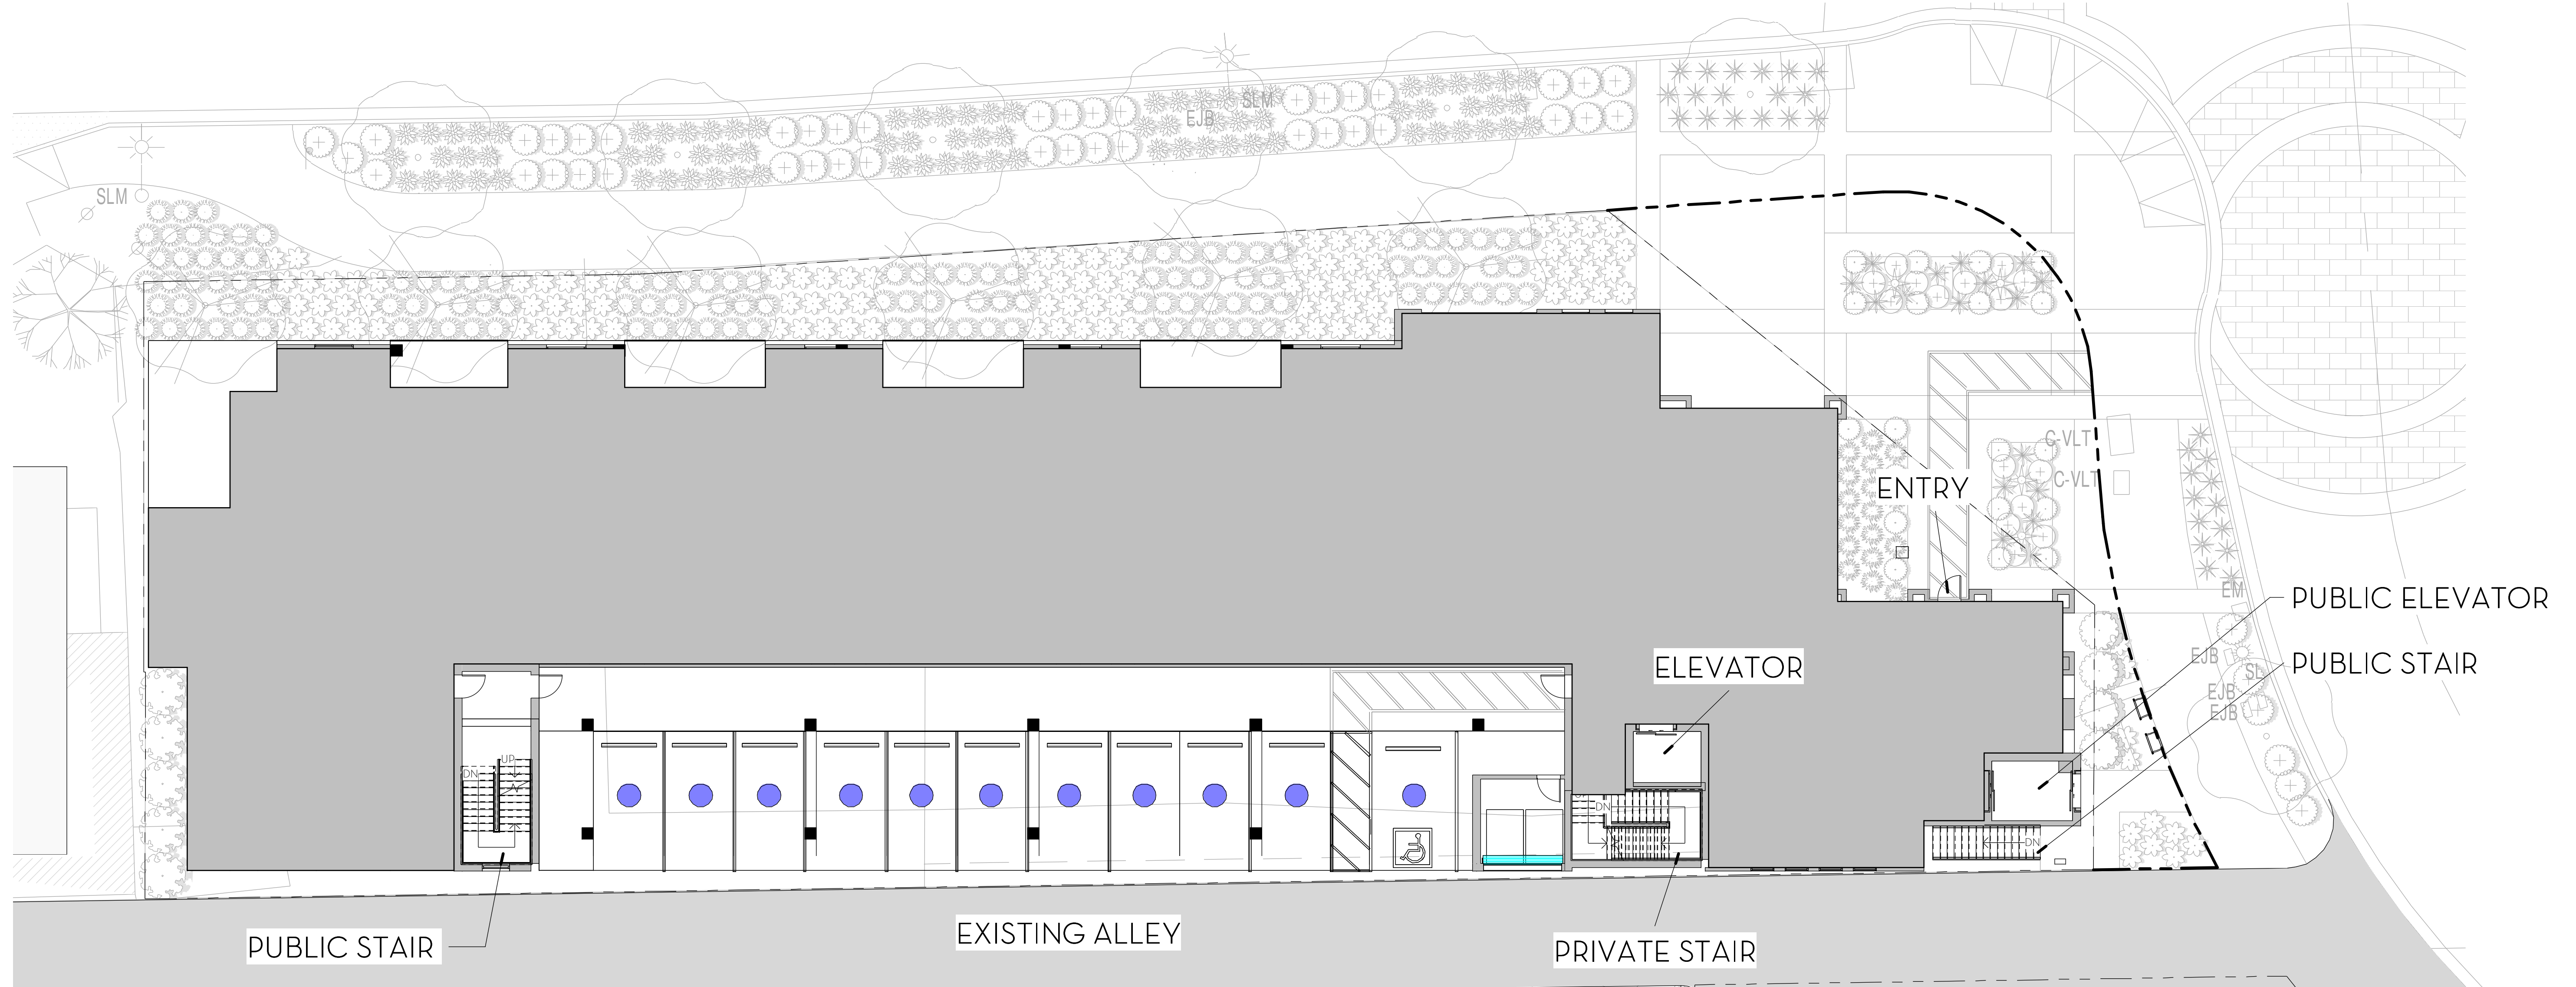 SLM
EJB
SLM
C-VLT
C-VLT
ENTRY
EM
PUBLIC ELEVATOR
EJB
PUBLIC STAIR
ELEVATOR
SL
EJB
EJB
UP
DN
DN
DN
PUBLIC STAIR
EXISTING ALLEY
PRIVATE STAIR